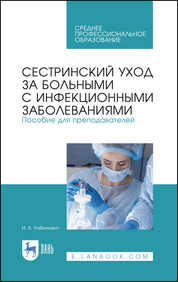 СРЕДНЕЕ
ПРОФЕССИОНАЛЬНОЕ
ОБРАЗОВАНИЕ
СЕСТРИНСКИЙ УХОД
ЗА БОЛЬНЫМИ
С ИНФЕКЦИОННЫМИ
ЗАБОЛЕВАНИЯМИ
Пособие для преподавателей
И. В. Рабинович
ЛАНЬ
E.LANBOOK.COM